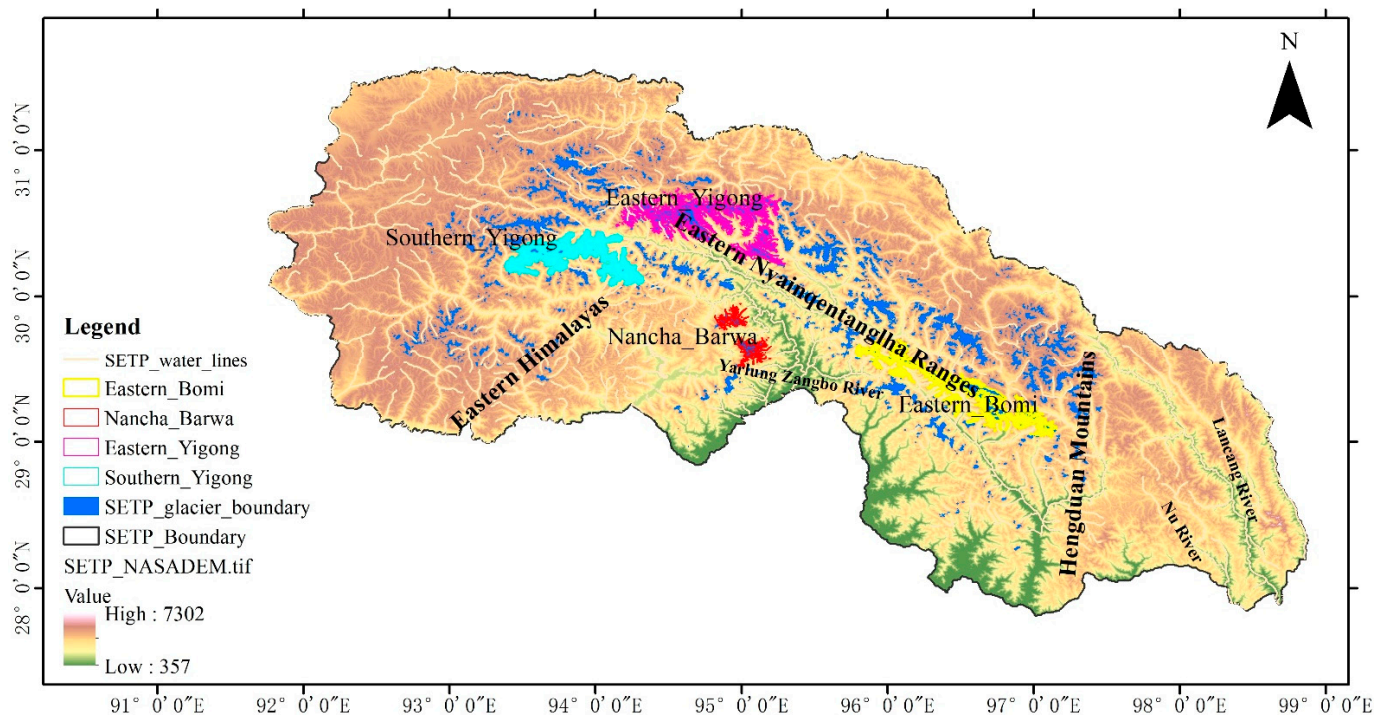 N
Eastern_Yigong
Southern_Yigong
Eastern Nyainqentanglha Ranges
Nancha_Barwa
Eastern Himalayas
Yarlung Zangbo River
Eastern_Bomi
Hengduan Mountains
Lancang River
Nu River
Legend
SETP_water_lines
Eastern_Bomi
Nancha_Barwa
Eastern_Yigong
Southern_Yigong
SETP_glacier_boundary
SETP_Boundary
SETP_NASADEM.tif
Value
High : 7302
Low : 357
31° 0′ 0″N
30° 0′ 0″N
29° 0′ 0″N
28° 0′ 0″N
91° 0′ 0″E
92° 0′ 0″E
93° 0′ 0″E
94° 0′ 0″E
95° 0′ 0″E
96° 0′ 0″E
97° 0′ 0″E
98° 0′ 0″E
99° 0′ 0″E